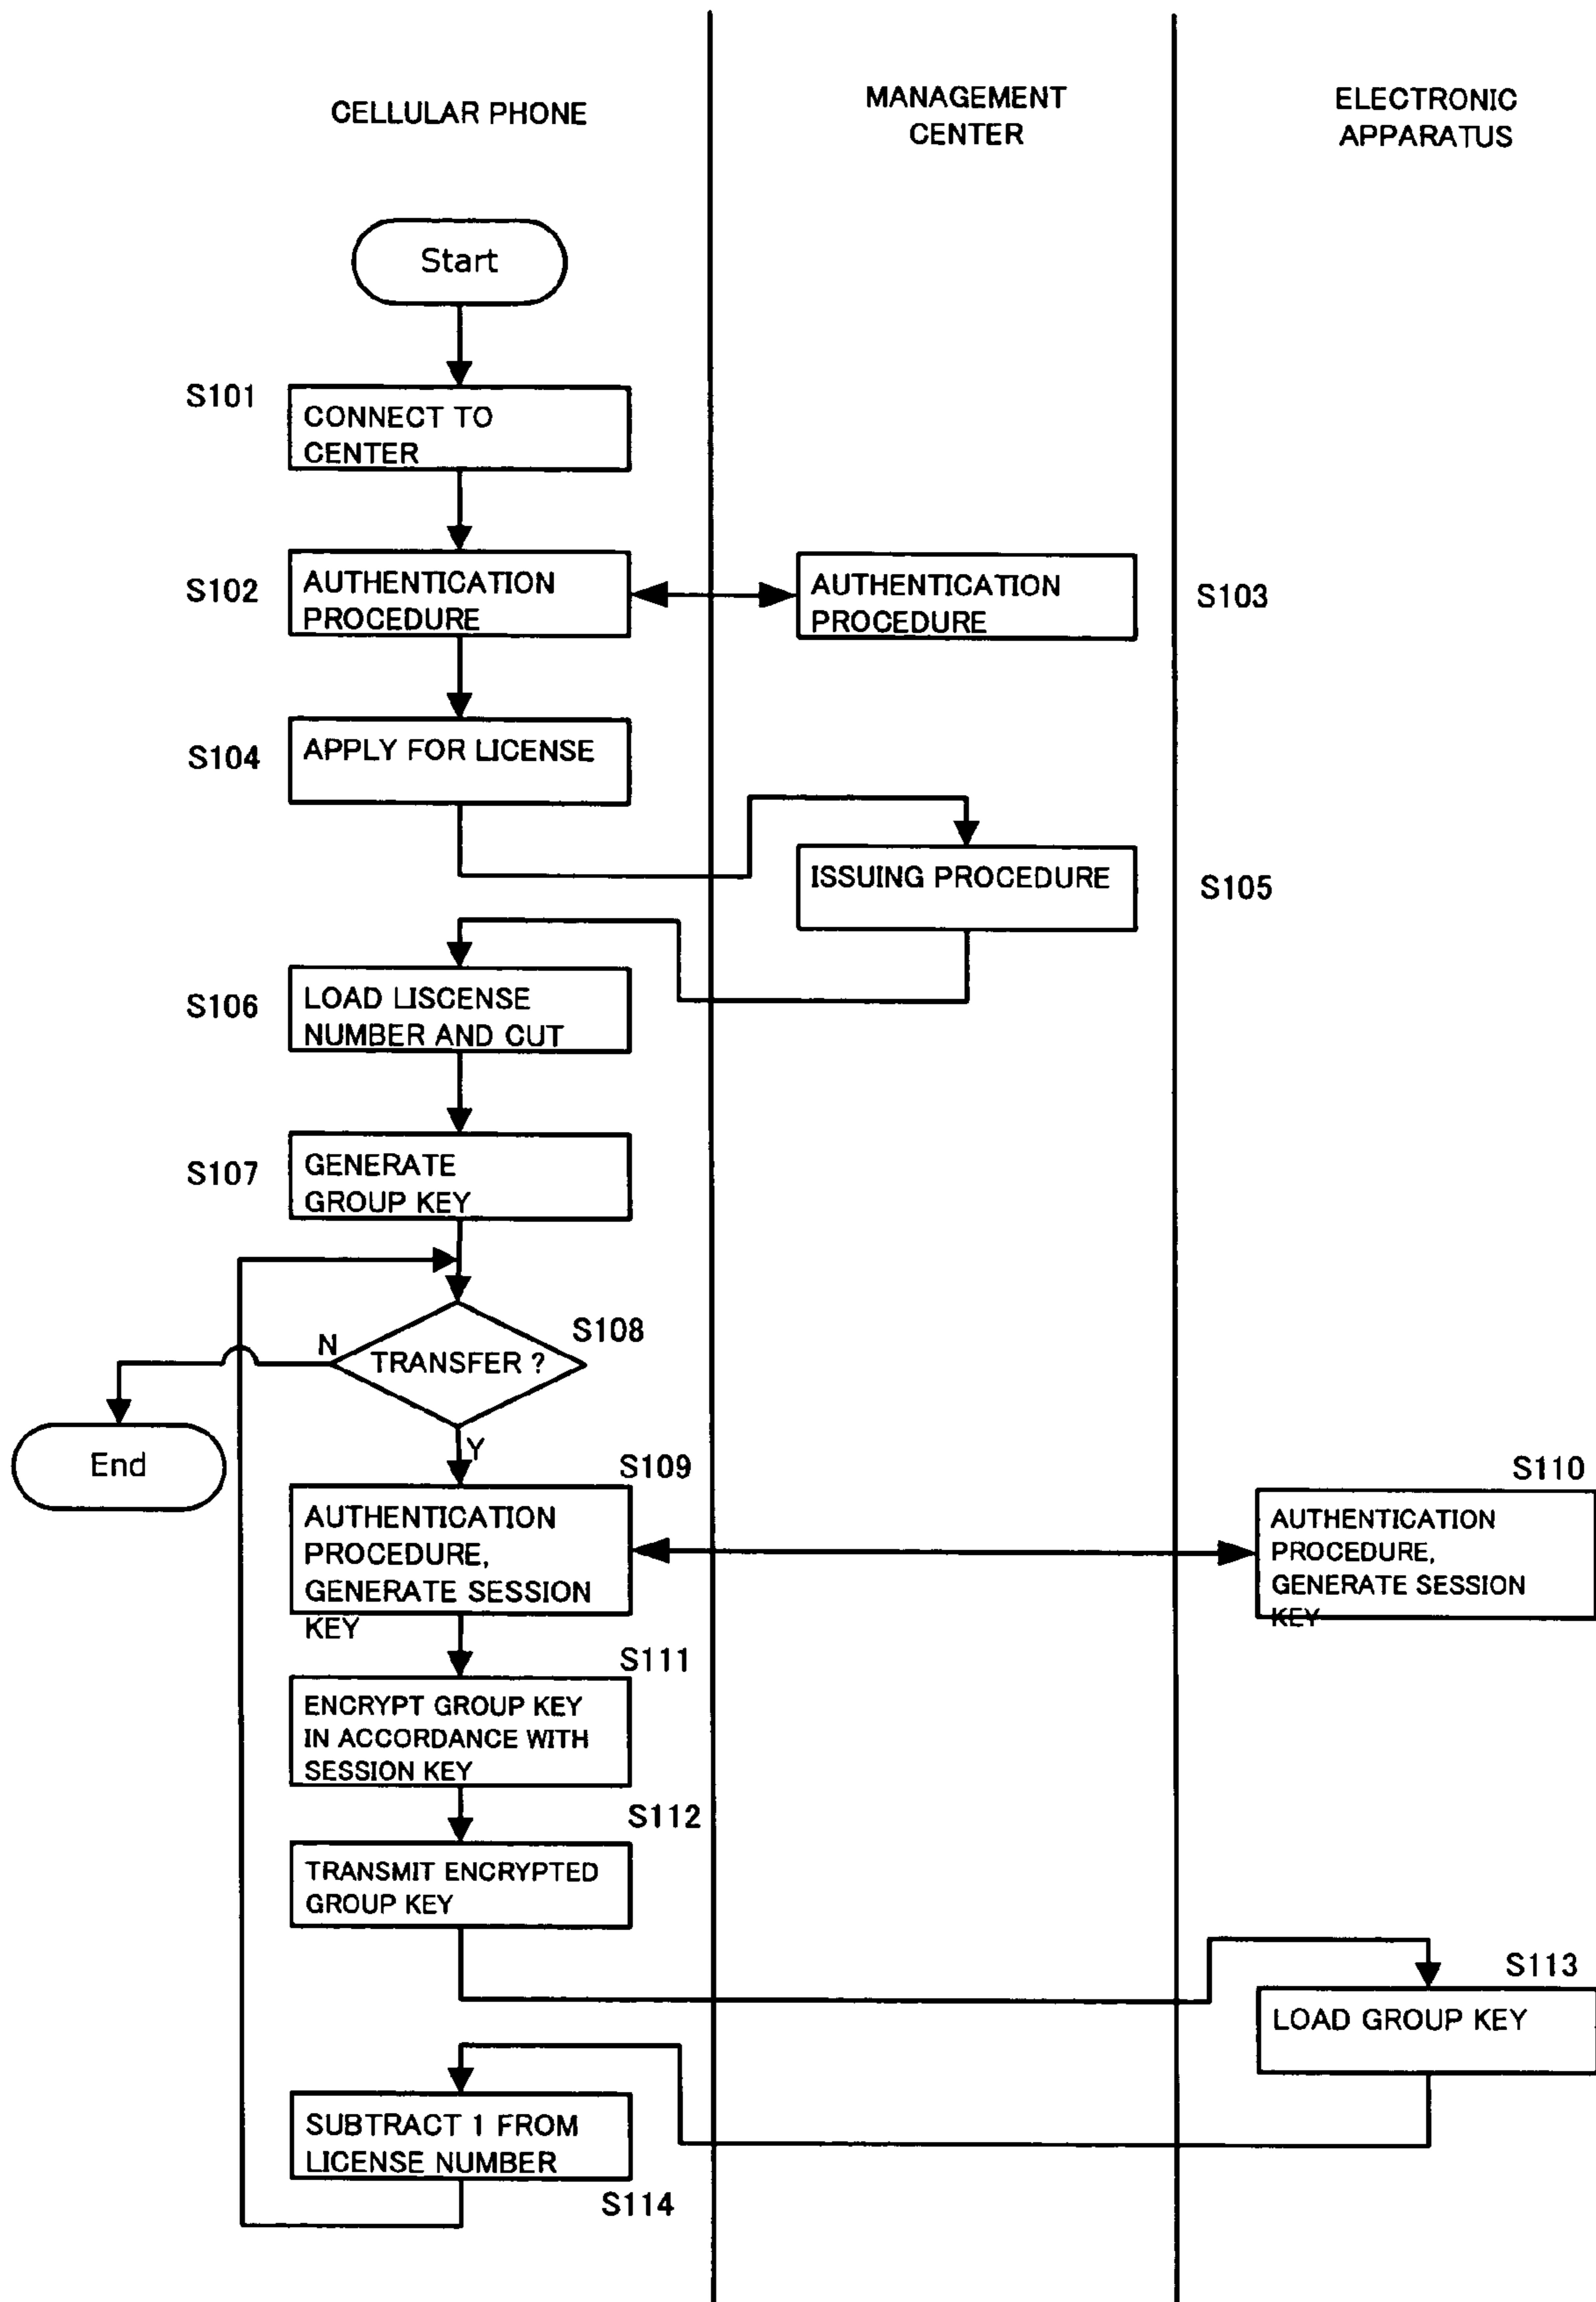 CELLULAR PHONE
MANAGEMENT
CENTER
ELECTRONIC
APPARATUS
Start
S101
CONNECT TO
CENTER
S102
AUTHENTICATION
PROCEDURE
AUTHENTICATION
PROCEDURE
S103
S104
APPLY FOR LICENSE
ISSUING PROCEDURE
S105
S106
LOAD LISCENSE
NUMBER AND CUT
S107
GENERATE
GROUP KEY
N
S108
TRANSFER ?
Y
End
S109
AUTHENTICATION
PROCEDURE,
GENERATE SESSION
KEY
S110
AUTHENTICATION
PROCEDURE,
GENERATE SESSION
KEY
S111
ENCRYPT GROUP KEY
IN ACCORDANCE WITH
SESSION KEY
S112
TRANSMIT ENCRYPTED
GROUP KEY
S113
LOAD GROUP KEY
SUBTRACT 1 FROM
LICENSE NUMBER
S114